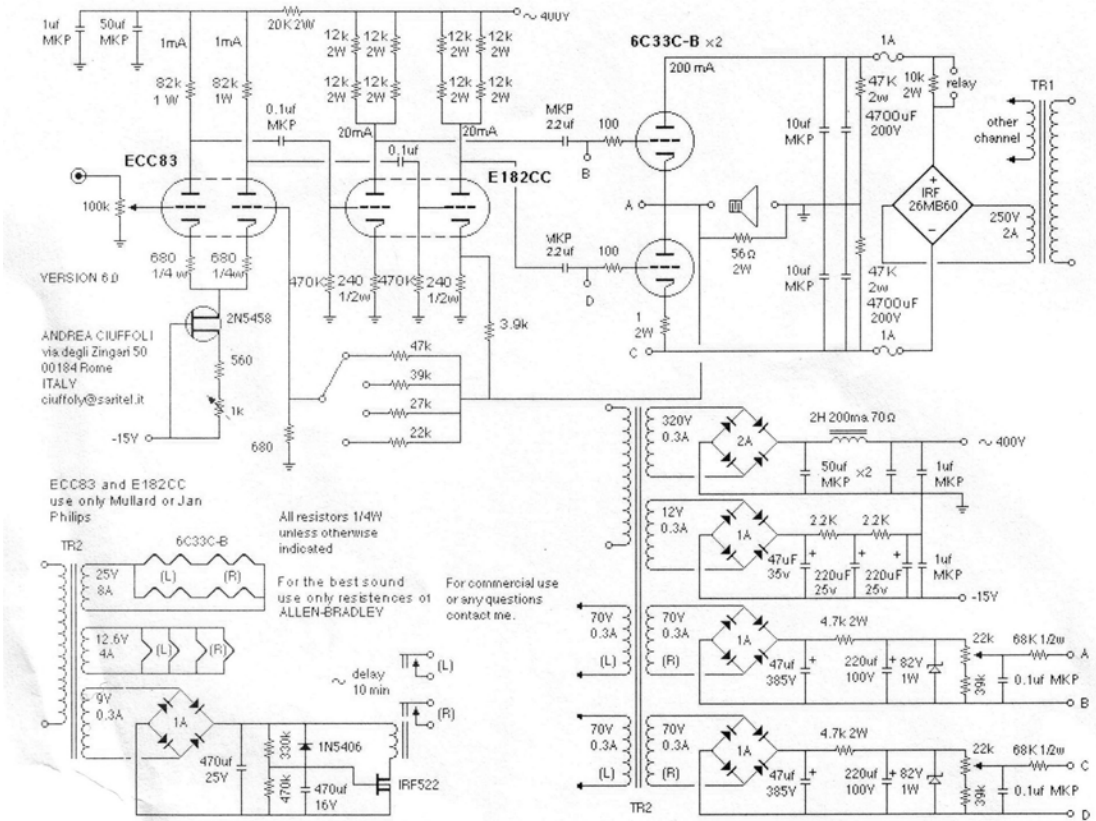 1uf
MKP
50uf
MKP
20K 2W
~ 400V
1mA
1mA
82k
1 W
82k
1W
12k
2W
12k
2W
12k
2W
12k
2W
12k
2W
12k
2W
12k
2W
12k
2W
20mA
20mA
0.1uf
MKP
0.1uf
ECC83
E182CC
100k
680
1/4 w
680
1/4w
470K
240
1/2w
470K
240
1/2w
3.9k
VERSION 6.0
2N5458
ANDREA CIUFFOLI
via degli Zingari 50
00184 Rome
ITALY
ciuffoly@saritel.it
560
1k
-15V
680
47k
39k
27k
22k
6C33C-B ×2
200 mA
MKP
2.2uf
100
B
A
MKP
2.2uf
100
D
56Ω
2W
1
2W
C
10uf
MKP
10uf
MKP
1A
47K
2w
4700uF
200V
10k
2W
relay
47K
2w
4700uF
200V
1A
+
IRF
26MB60
−
TR1
other
channel
250V
2A
320V
0.3A
2A
2H 200ma 70Ω
~ 400V
50uf
MKP
×2
1uf
MKP
12V
0.3A
1A
2.2K
2.2K
47uF
35v
+
220uF
25v
+
220uF
25v
+
1uf
MKP
-15V
70V
0.3A
(L)
70V
0.3A
(R)
1A
4.7k 2W
47uf
385V
+
220uf
100V
+
82V
1W
22k
39k
68K 1/2w
A
0.1uf MKP
B
70V
0.3A
(L)
70V
0.3A
(R)
1A
4.7k 2W
47uf
385V
+
220uf
100V
+
82V
1W
22k
39k
68K 1/2w
C
0.1uf MKP
D
TR2
ECC83 and E182CC
use only Mullard or Jan
Philips
All resistors 1/4W
unless otherwise
indicated
For the best sound
use only resistences of
ALLEN-BRADLEY
For commercial use
or any questions
contact me.
TR2
6C33C-B
25V
8A
(L)
(R)
12.6V
4A
(L)
(R)
9V
0.3A
1A
470uf
25V
330k
470k
1N5406
470uf
16V
IRF522
~ delay
10 min
(L)
(R)